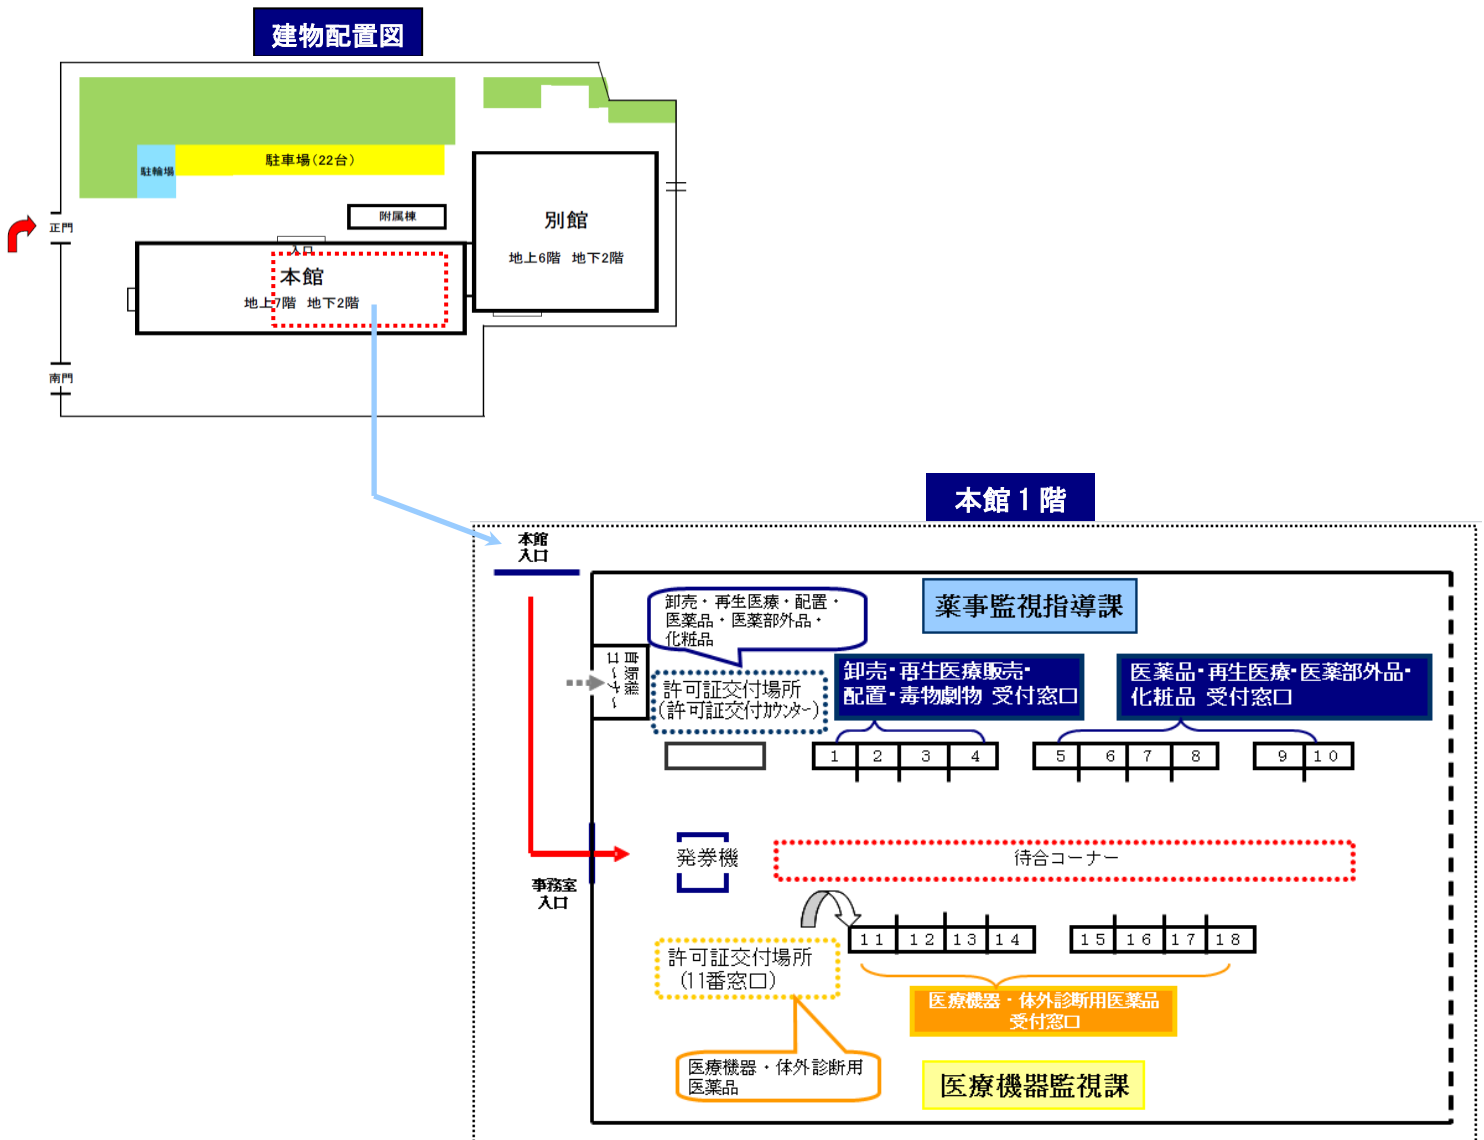 建物配置図
駐輪場
駐車場(22台)
附属棟
別館
地上6階 地下2階
正門
入口
本館
地上7階 地下2階
南門
本館１階
本館
入口
卸売・再生医療・配置・
医薬品・医薬部外品・
化粧品
薬事監視指導課
自販機
コーナー
許可証交付場所
(許可証交付カウンター)
卸売・再生医療販売・
配置・毒物劇物 受付窓口
医薬品・再生医療・医薬部外品・
化粧品 受付窓口
1 2 3 4 5 6 7 8 9 10
発券機
待合コーナー
事務室
入口
11 12 13 14 15 16 17 18
許可証交付場所
(11番窓口)
医療機器・体外診断用医薬品
受付窓口
医療機器・体外診断用
医薬品
医療機器監視課